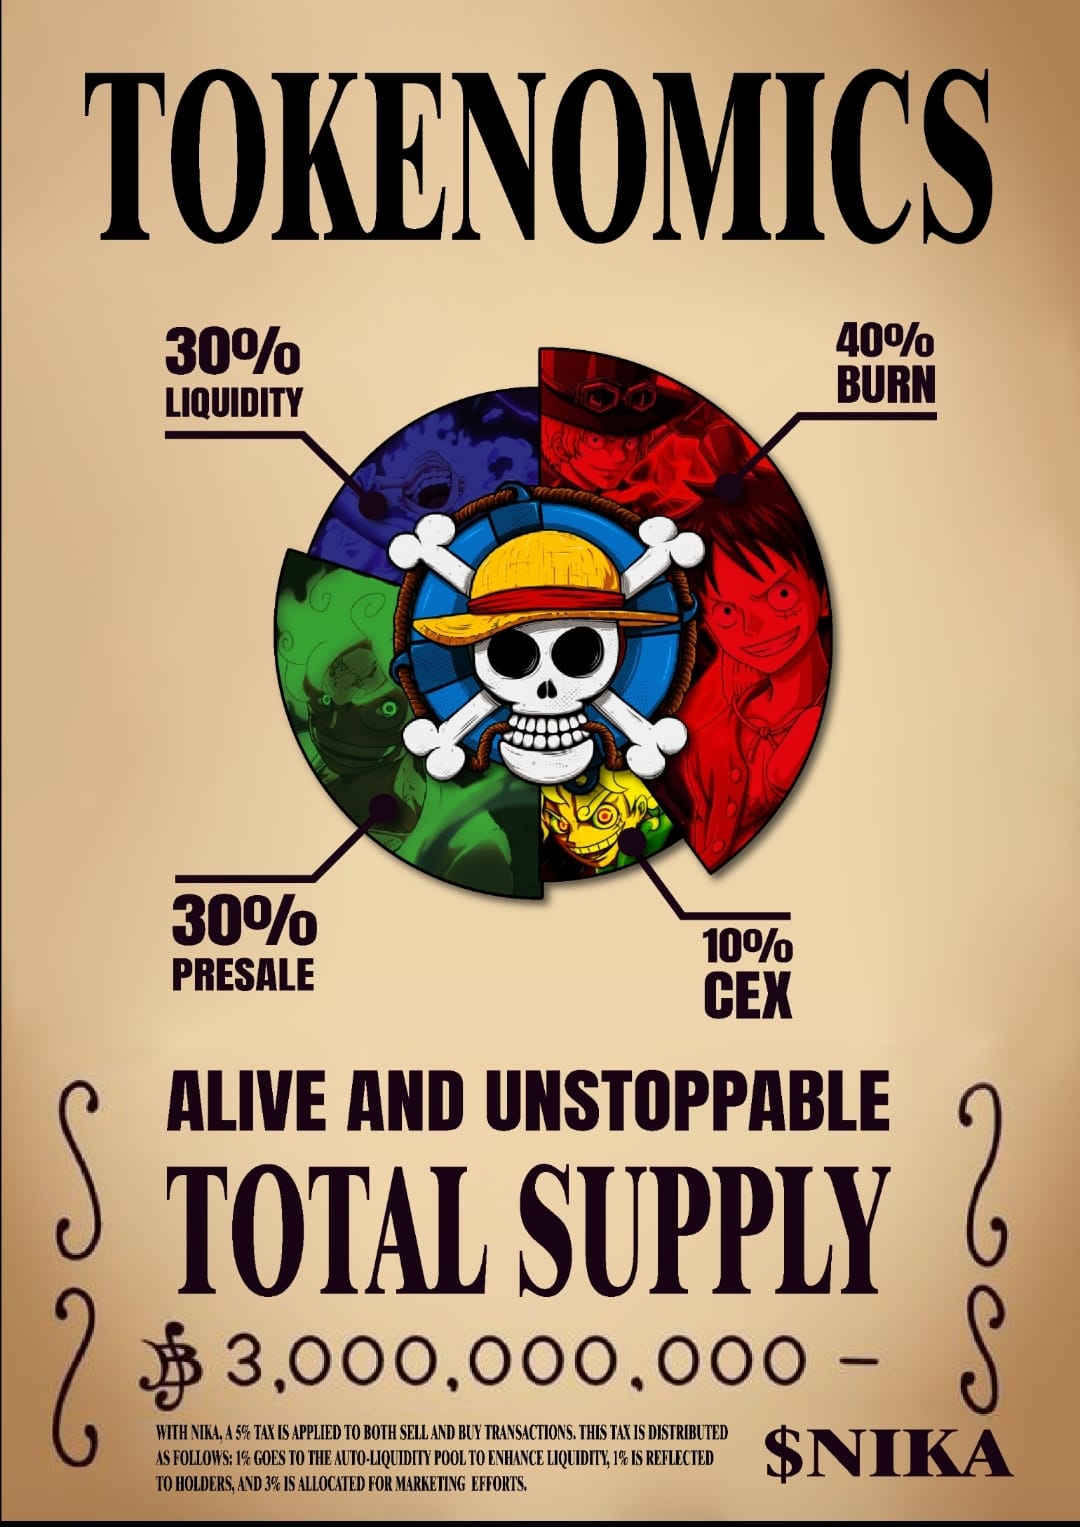 TOKENOMICS
30%
LIQUIDITY
40%
BURN
30%
PRESALE
10%
CEX
ALIVE AND UNSTOPPABLE
TOTAL SUPPLY
฿ 3,000,000,000 –
WITH NIKA, A 5% TAX IS APPLIED TO BOTH SELL AND BUY TRANSACTIONS. THIS TAX IS DISTRIBUTED
AS FOLLOWS: 1% GOES TO THE AUTO-LIQUIDITY POOL TO ENHANCE LIQUIDITY, 1% IS REFLECTED
TO HOLDERS, AND 3% IS ALLOCATED FOR MARKETING EFFORTS.
$NIKA